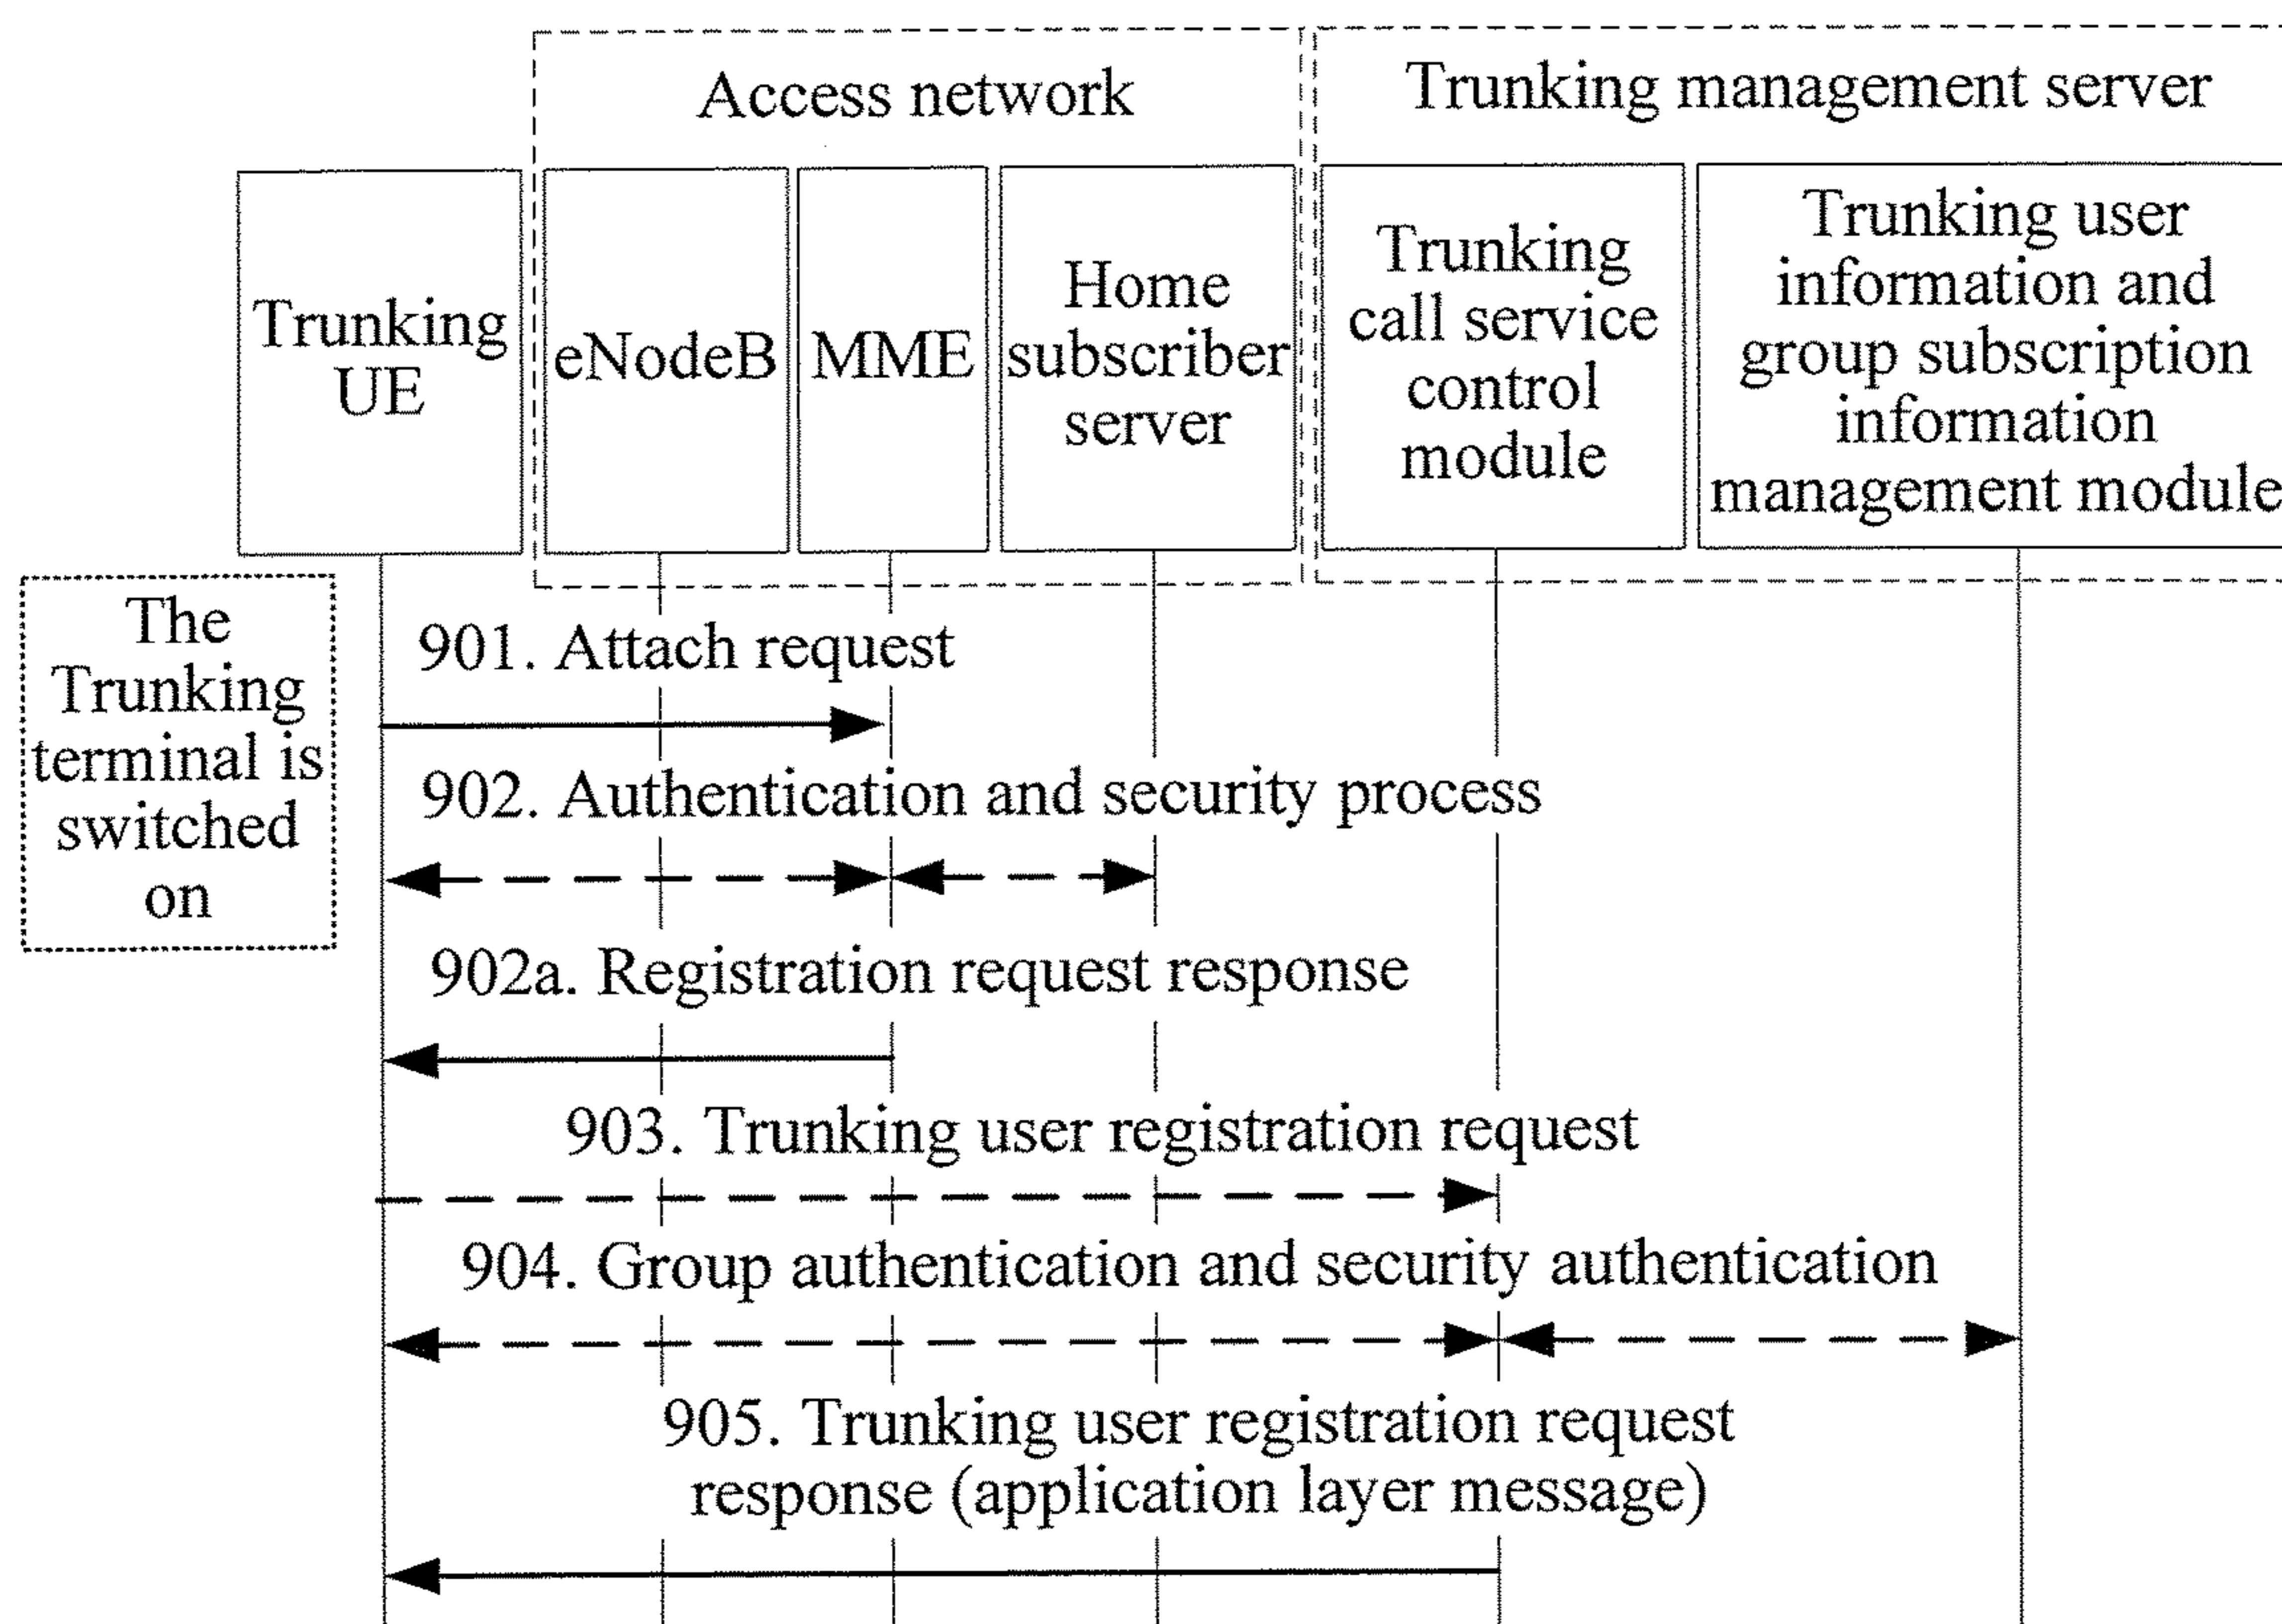 Access network
Trunking management server
Trunking
UE
eNodeB
MME
Home
subscriber
server
Trunking
call service
control
module
Trunking user
information and
group subscription
information
management module
The
Trunking
terminal is
switched
on
901. Attach request
902. Authentication and security process
902a. Registration request response
903. Trunking user registration request
904. Group authentication and security authentication
905. Trunking user registration request
response (application layer message)